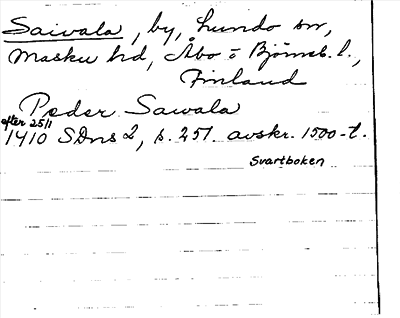 Saivala, by, Lundo sn,
Masku hd, Åbo o Björneb. l.,
Finland
Peder Sawala
efter 25/1
1410 SDns 2, s. 251. avskr. 1500-t.
Svartboken